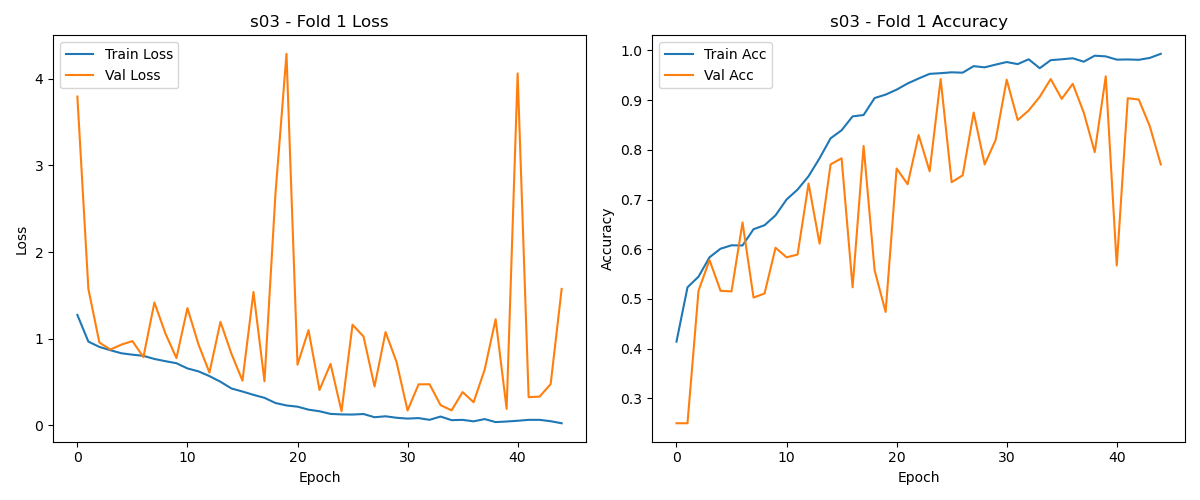 s03 - Fold 1 Loss
Train Loss
Val Loss
4
3
2
1
0
Loss
0
10
20
30
40
Epoch
s03 - Fold 1 Accuracy
Train Acc
Val Acc
1.0
0.9
0.8
0.7
0.6
0.5
0.4
0.3
Accuracy
0
10
20
30
40
Epoch